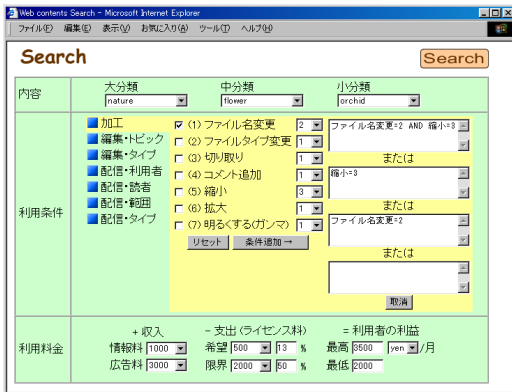 Web contents Search - Microsoft Internet Explorer
ファイル(F) 編集(E) 表示(V) お気に入り(A) ツール(T) ヘルプ(H)
Search
Search
内容
大分類 中分類 小分類
nature flower orchid
利用条件
加工
編集・トピック
編集・タイプ
配信・利用者
配信・読者
配信・範囲
配信・タイプ
(1) ファイル名変更 2
(2) ファイルタイプ変更 1
(3) 切り取り 1
(4) コメント追加 1
(5) 縮小 3
(6) 拡大 1
(7) 明るくする(ガンマ) 1
リセット 条件追加→
ファイル名変更=2 AND 縮小=3
または
縮小=3
または
ファイル名変更=2
または
取消
利用料金
+ 収入 - 支出 (ライセンス料) = 利用者の利益
情報料 1000 希望 500 13 % 最高 3500 yen /月
広告料 3000 限界 2000 50 % 最低 2000